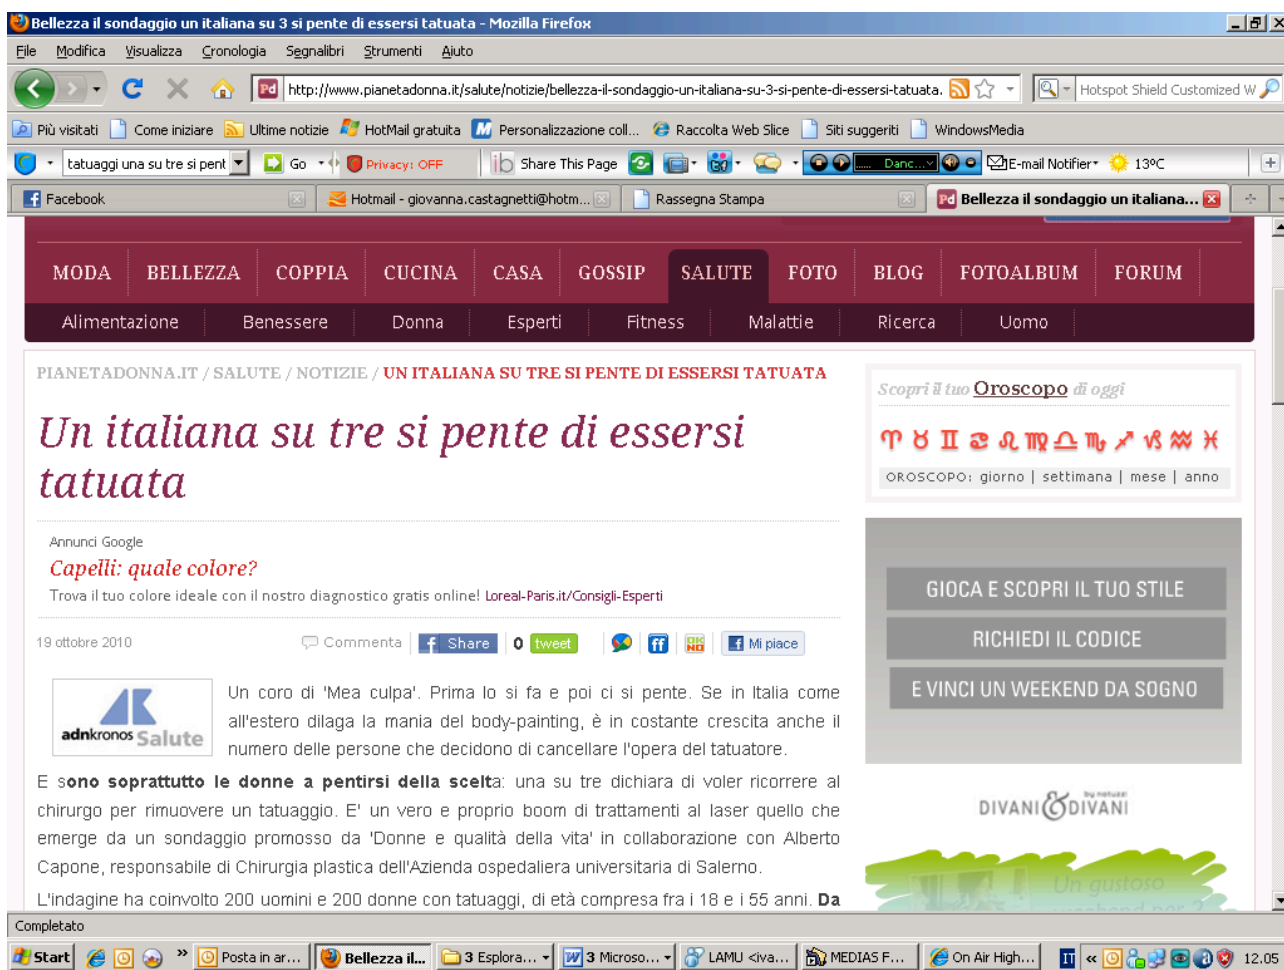 Bellezza il sondaggio un italiana su 3 si pente di essersi tatuata - Mozilla Firefox
File Modifica Visualizza Cronologia Segnalibri Strumenti Aiuto
http://www.pianetadonna.it/salute/notizie/bellezza-il-sondaggio-un-italiana-su-3-si-pente-di-essersi-tatuata. Hotspot Shield Customized W
Più visitati Come iniziare Ultime notizie HotMail gratuita Personalizzazione coll... Raccolta Web Slice Siti suggeriti WindowsMedia
tatuaggi una su tre si pent Go Privacy: OFF Share This Page Danc... E-mail Notifier 13°C
Facebook Hotmail - giovanna.castagnetti@hotm... Rassegna Stampa Bellezza il sondaggio un italiana...
MODA BELLEZZA COPPIA CUCINA CASA GOSSIP SALUTE FOTO BLOG FOTOALBUM FORUM
Alimentazione Benessere Donna Esperti Fitness Malattie Ricerca Uomo
PIANETADONNA.IT / SALUTE / NOTIZIE / UN ITALIANA SU TRE SI PENTE DI ESSERSI TATUATA
Un italiana su tre si pente di essersi
tatuata
Annunci Google
Capelli: quale colore?
Trova il tuo colore ideale con il nostro diagnostico gratis online! Loreal-Paris.it/Consigli-Esperti
19 ottobre 2010 Commenta Share 0 tweet ff OK NO Mi piace
adnkronos Salute
Un coro di 'Mea culpa'. Prima lo si fa e poi ci si pente. Se in Italia come
all'estero dilaga la mania del body-painting, è in costante crescita anche il
numero delle persone che decidono di cancellare l'opera del tatuatore.
E sono soprattutto le donne a pentirsi della scelta: una su tre dichiara di voler ricorrere al
chirurgo per rimuovere un tatuaggio. E' un vero e proprio boom di trattamenti al laser quello che
emerge da un sondaggio promosso da 'Donne e qualità della vita' in collaborazione con Alberto
Capone, responsabile di Chirurgia plastica dell'Azienda ospedaliera universitaria di Salerno.
L'indagine ha coinvolto 200 uomini e 200 donne con tatuaggi, di età compresa fra i 18 e i 55 anni. Da
Scopri il tuo Oroscopo di oggi
OROSCOPO: giorno | settimana | mese | anno
GIOCA E SCOPRI IL TUO STILE
RICHIEDI IL CODICE
E VINCI UN WEEKEND DA SOGNO
by natuzzi
DIVANI&DIVANI
Un gustoso
weekend per 2
Completato
Start Posta in ar... Bellezza il... 3 Esplora... 3 Microso... LAMU <iva... MEDIAS F... On Air High... IT 12.05